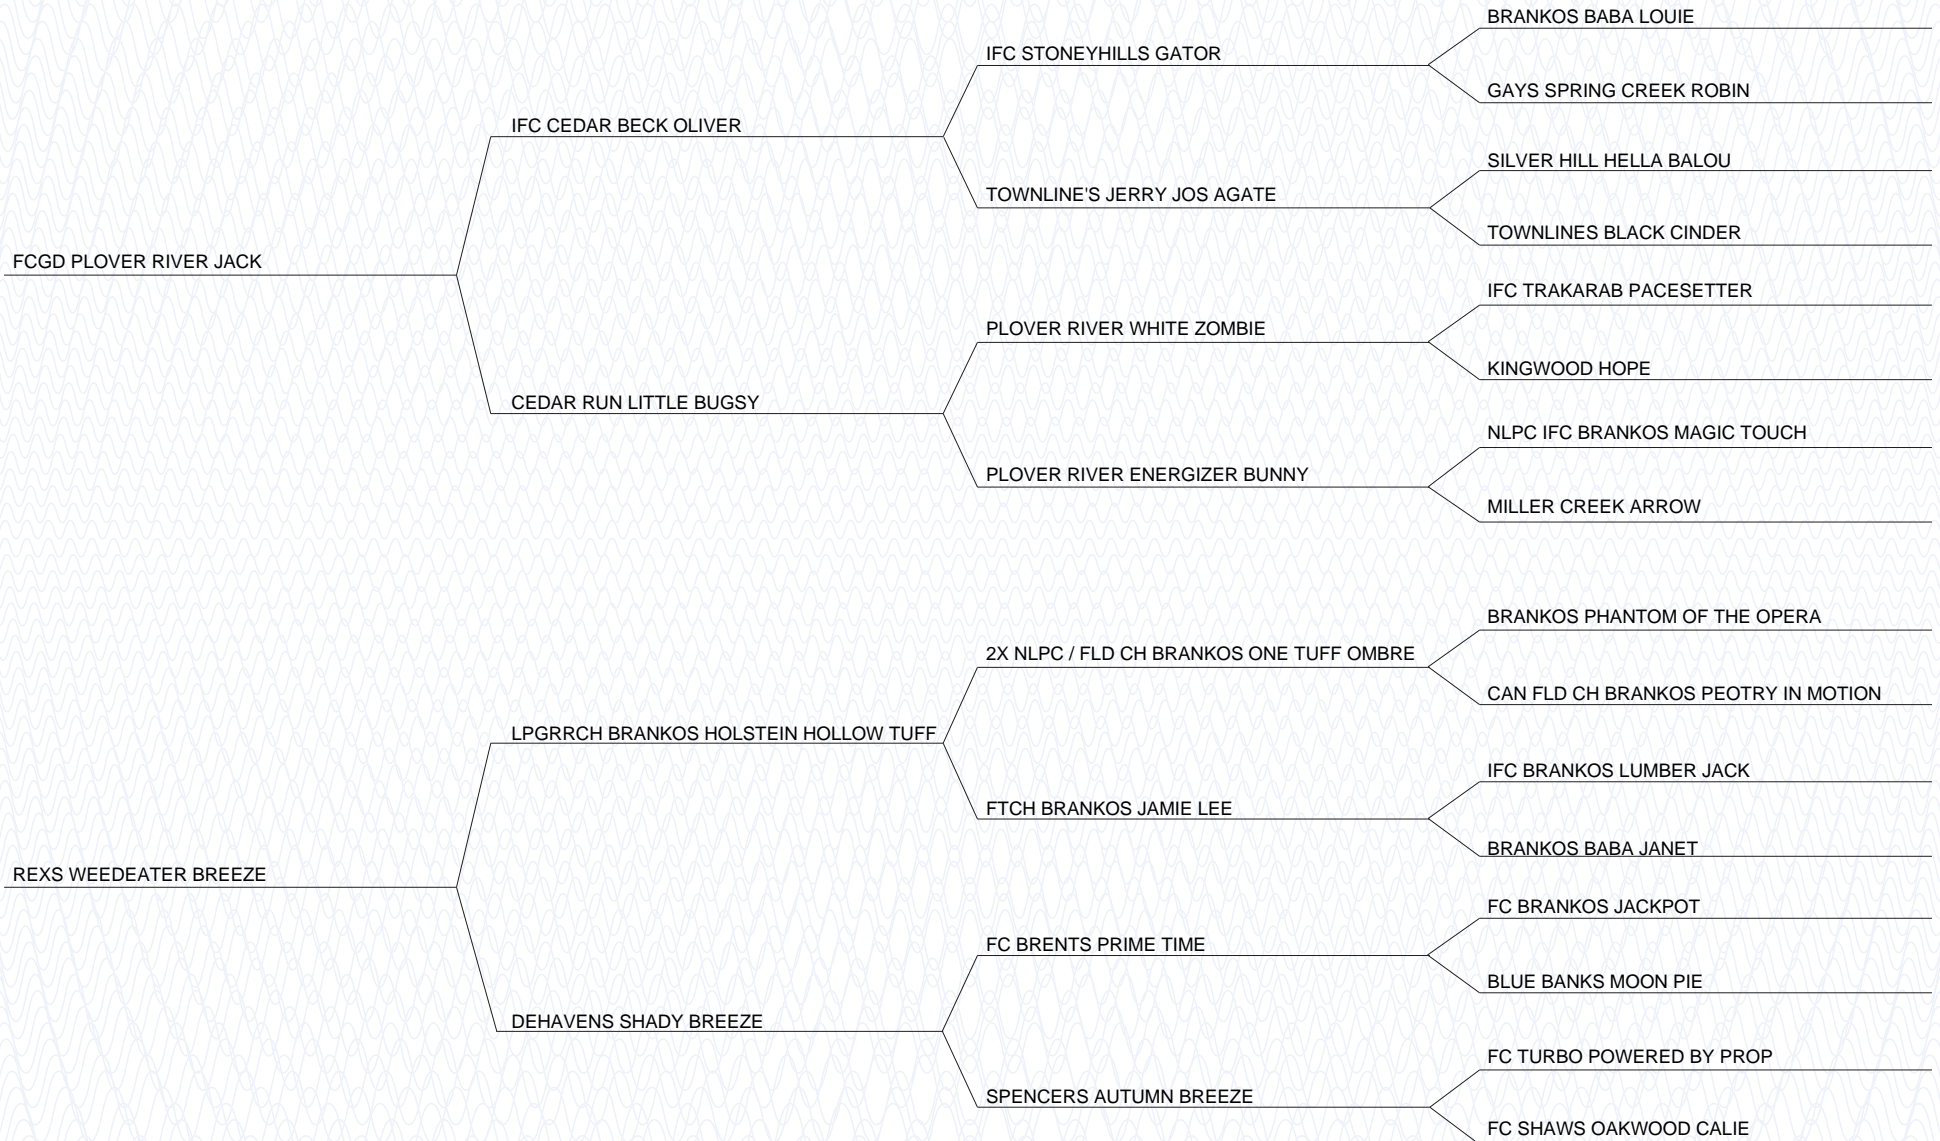 BRANKOS BABA LOUIE
IFC STONEYHILLS GATOR
GAYS SPRING CREEK ROBIN
IFC CEDAR BECK OLIVER
SILVER HILL HELLA BALOU
TOWNLINE'S JERRY JOS AGATE
TOWNLINES BLACK CINDER
FCGD PLOVER RIVER JACK
IFC TRAKARAB PACESETTER
PLOVER RIVER WHITE ZOMBIE
KINGWOOD HOPE
CEDAR RUN LITTLE BUGSY
NLPC IFC BRANKOS MAGIC TOUCH
PLOVER RIVER ENERGIZER BUNNY
MILLER CREEK ARROW
BRANKOS PHANTOM OF THE OPERA
2X NLPC / FLD CH BRANKOS ONE TUFF OMBRE
CAN FLD CH BRANKOS PEOTRY IN MOTION
LPGRRCH BRANKOS HOLSTEIN HOLLOW TUFF
IFC BRANKOS LUMBER JACK
FTCH BRANKOS JAMIE LEE
BRANKOS BABA JANET
REXS WEEDEATER BREEZE
FC BRANKOS JACKPOT
FC BRENTS PRIME TIME
BLUE BANKS MOON PIE
DEHAVENS SHADY BREEZE
FC TURBO POWERED BY PROP
SPENCERS AUTUMN BREEZE
FC SHAWS OAKWOOD CALIE